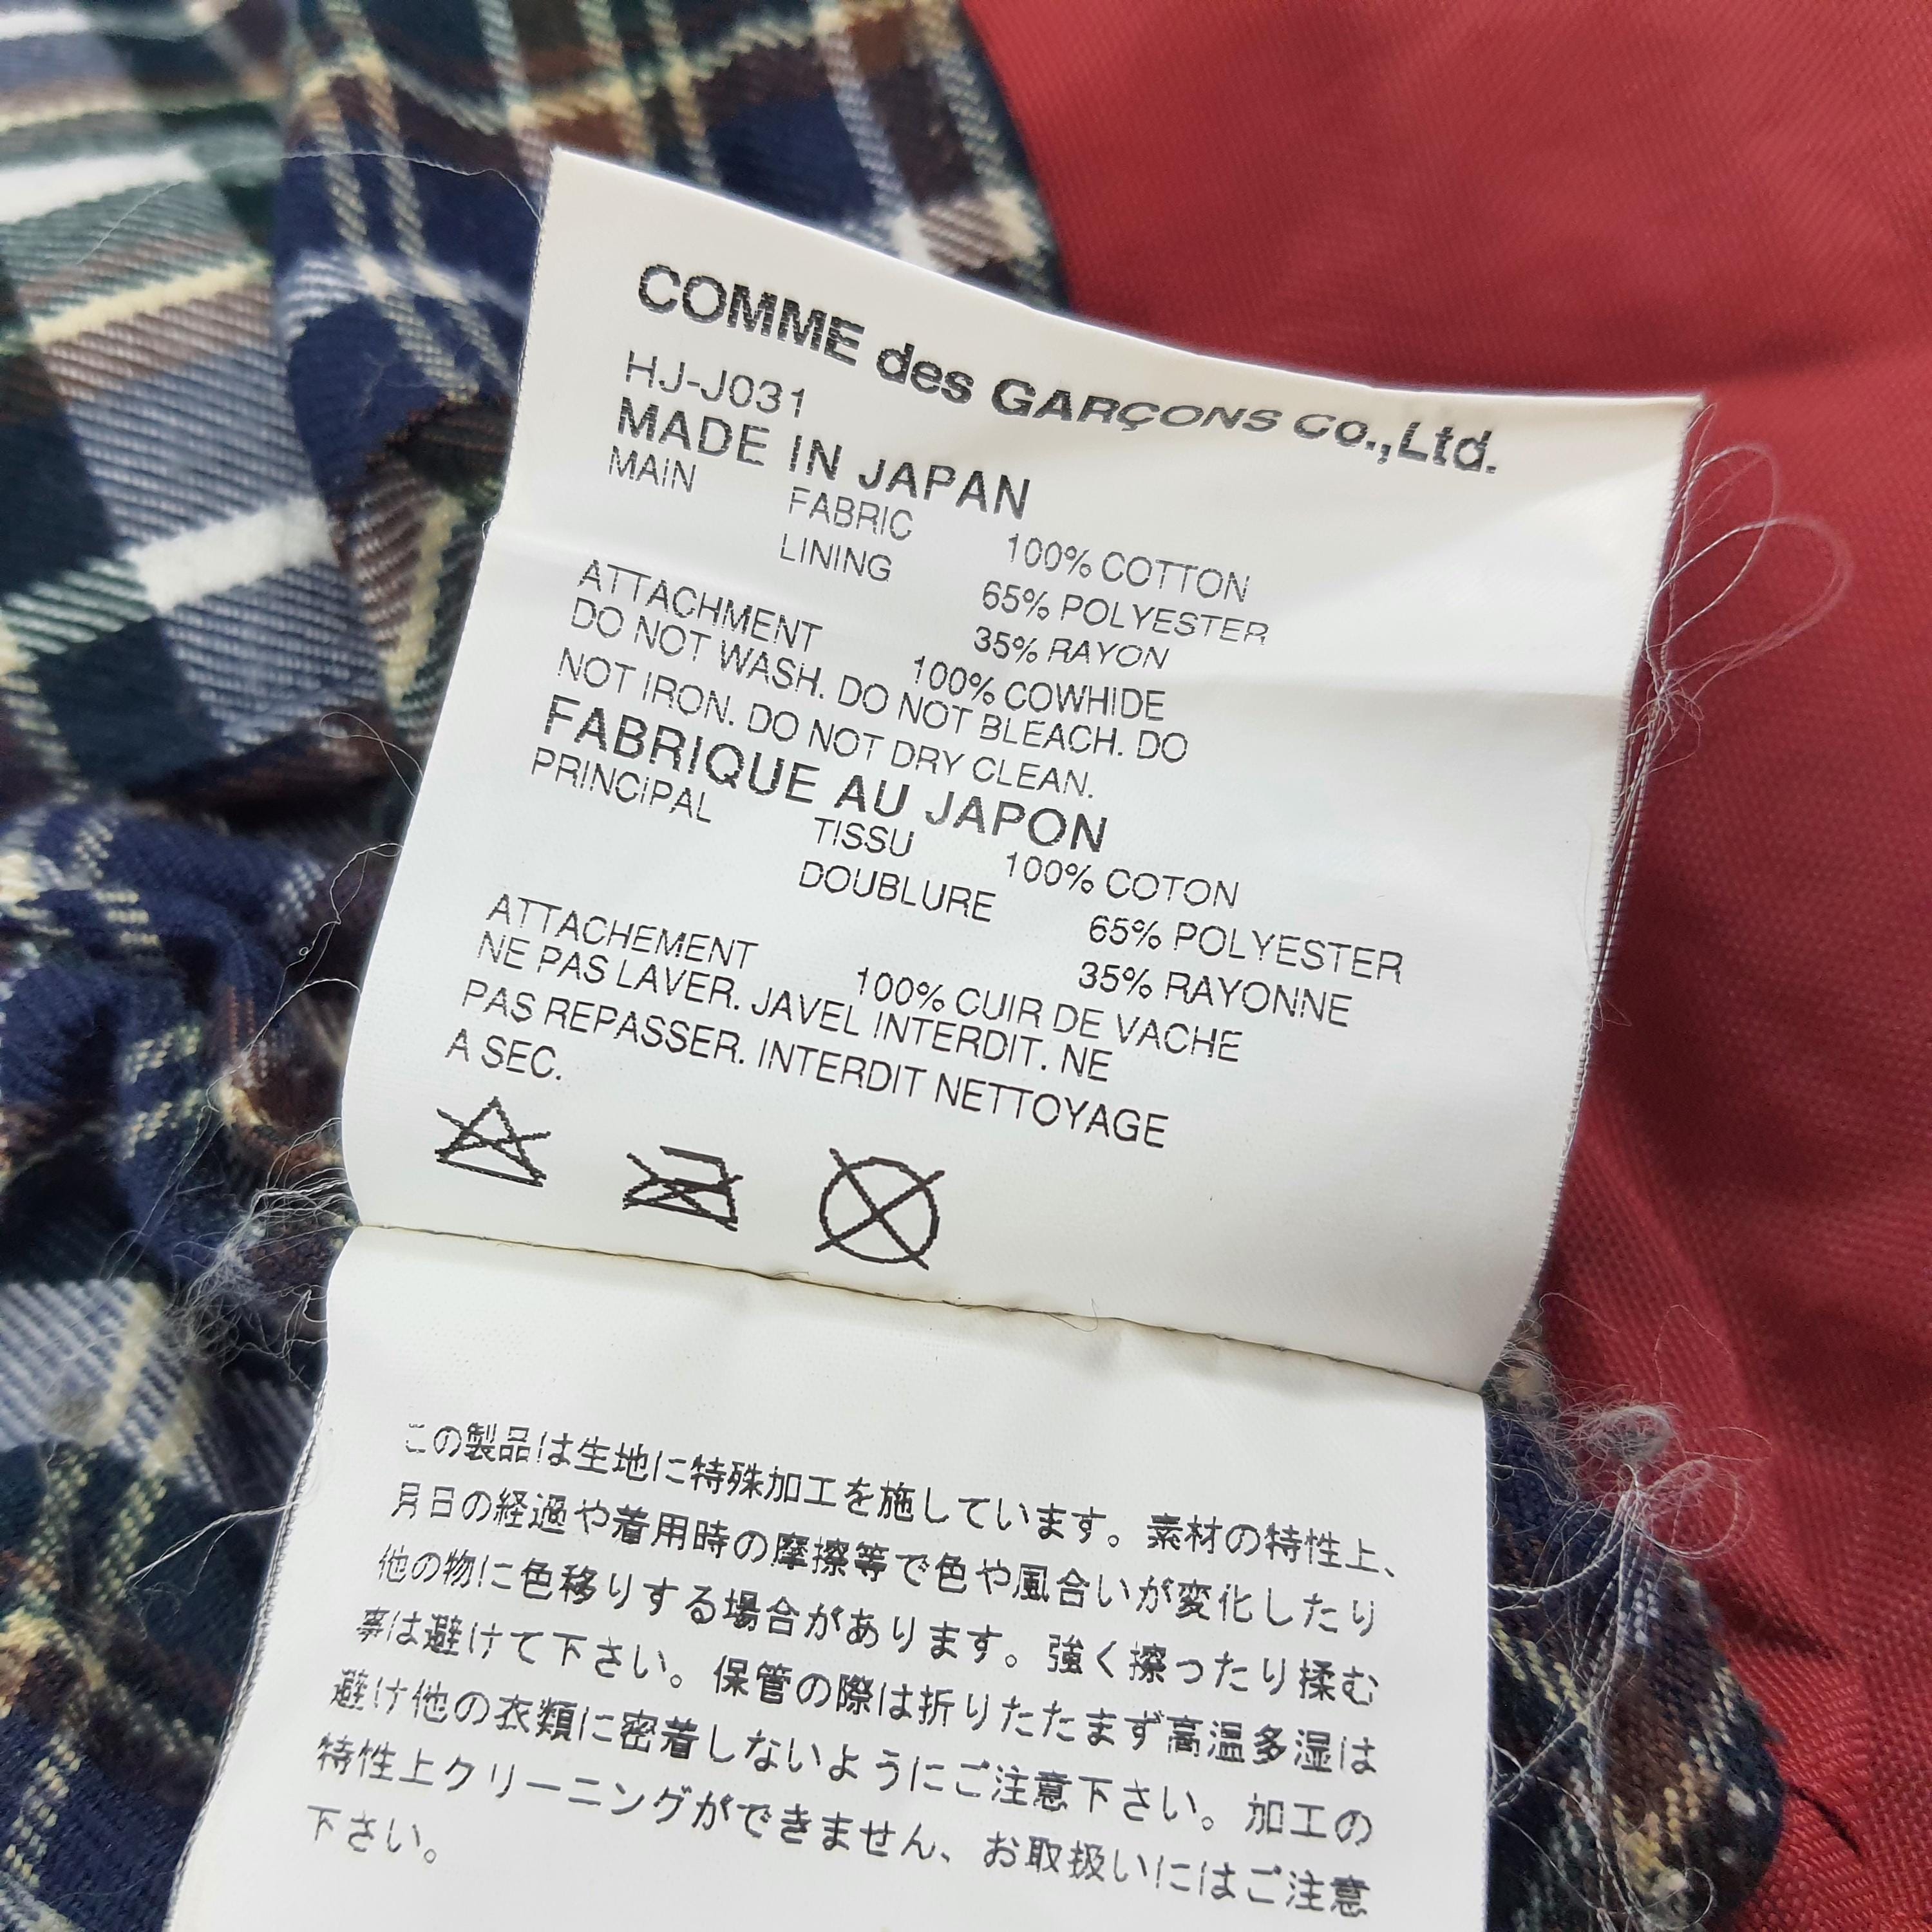 COMME des GARÇONS Co.,Ltd.
HJ-J031
MADE IN JAPAN
MAIN FABRIC 100% COTTON
LINING 65% POLYESTER
35% RAYON
ATTACHMENT 100% COWHIDE
DO NOT WASH. DO NOT BLEACH. DO
NOT IRON. DO NOT DRY CLEAN.
FABRIQUE AU JAPON
PRINCIPAL TISSU 100% COTON
DOUBLURE 65% POLYESTER
35% RAYONNE
ATTACHEMENT 100% CUIR DE VACHE
NE PAS LAVER. JAVEL INTERDIT. NE
PAS REPASSER. INTERDIT NETTOYAGE
A SEC.
この製品は生地に特殊加工を施しています。素材の特性上、
月日の経過や着用時の摩擦等で色や風合いが変化したり
他の物に色移りする場合があります。強く擦ったり揉む
事は避けて下さい。保管の際は折りたたまず高温多湿は
避け他の衣類に密着しないようにご注意下さい。加工の
特性上クリーニングができません、お取扱いにはご注意
下さい。